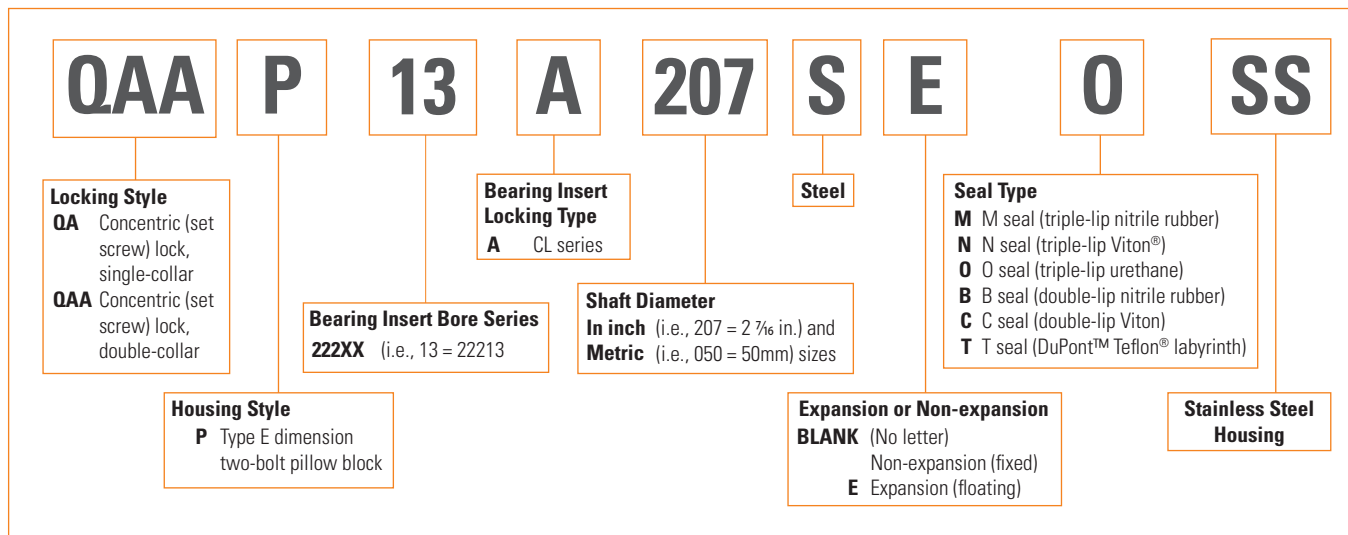 QAA P 13 A 207 S E O SS
Locking Style
QA Concentric (set
screw) lock,
single-collar
QAA Concentric (set
screw) lock,
double-collar
Housing Style
P Type E dimension
two-bolt pillow block
Bearing Insert Bore Series
222XX (i.e., 13 = 22213
Bearing Insert
Locking Type
A CL series
Shaft Diameter
In inch (i.e., 207 = 2 7⁄16 in.) and
Metric (i.e., 050 = 50mm) sizes
Steel
Expansion or Non-expansion
BLANK (No letter)
Non-expansion (fixed)
E Expansion (floating)
Seal Type
M M seal (triple-lip nitrile rubber)
N N seal (triple-lip Viton®)
O O seal (triple-lip urethane)
B B seal (double-lip nitrile rubber)
C C seal (double-lip Viton)
T T seal (DuPont™ Teflon® labyrinth)
Stainless Steel
Housing